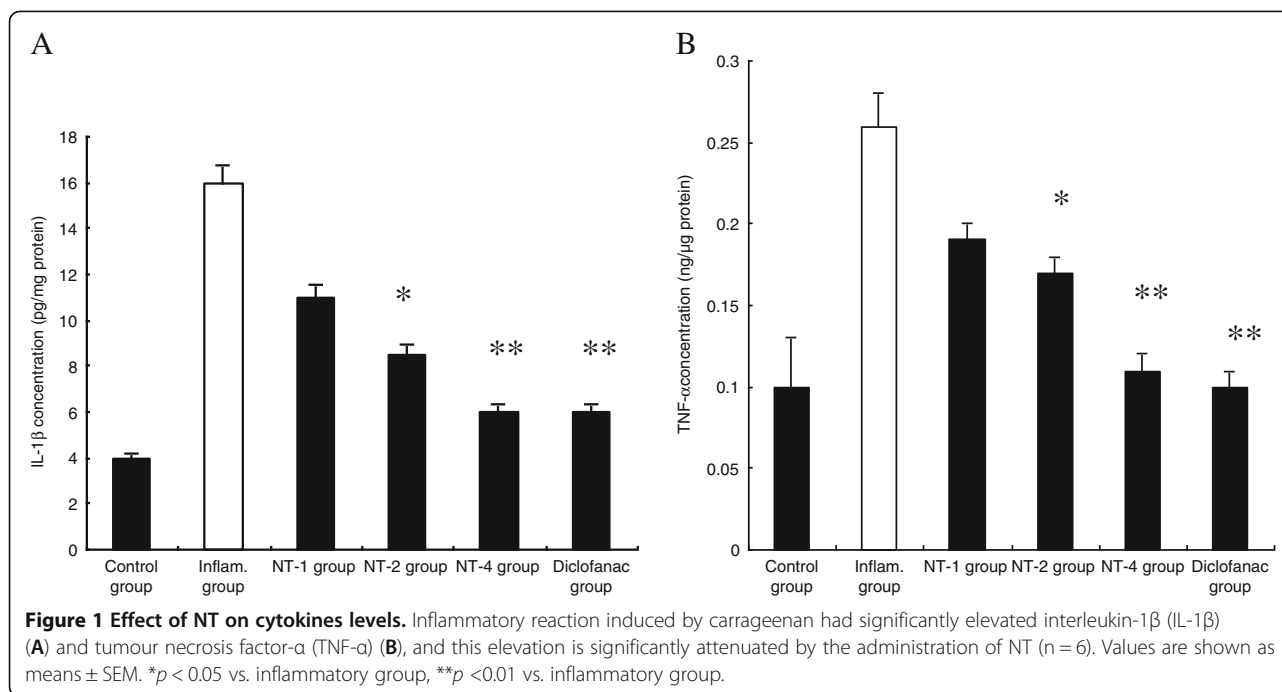 A
IL-1β concentration (pg/mg protein)
18
16
14
12
10
8
6
4
2
0
*
**
**
Control group
Inflam. group
NT-1 group
NT-2 group
NT-4 group
Diclofanac group
B
TNF-αconcentration (ng/µg protein)
0.3
0.25
0.2
0.15
0.1
0.05
0
*
**
**
Control group
Inflam. group
NT-1 group
NT-2 group
NT-4 group
Diclofanac group
Figure 1 Effect of NT on cytokines levels. Inflammatory reaction induced by carrageenan had significantly elevated interleukin-1β (IL-1β)
(A) and tumour necrosis factor-α (TNF-α) (B), and this elevation is significantly attenuated by the administration of NT (n = 6). Values are shown as
means ± SEM. *p < 0.05 vs. inflammatory group, **p <0.01 vs. inflammatory group.